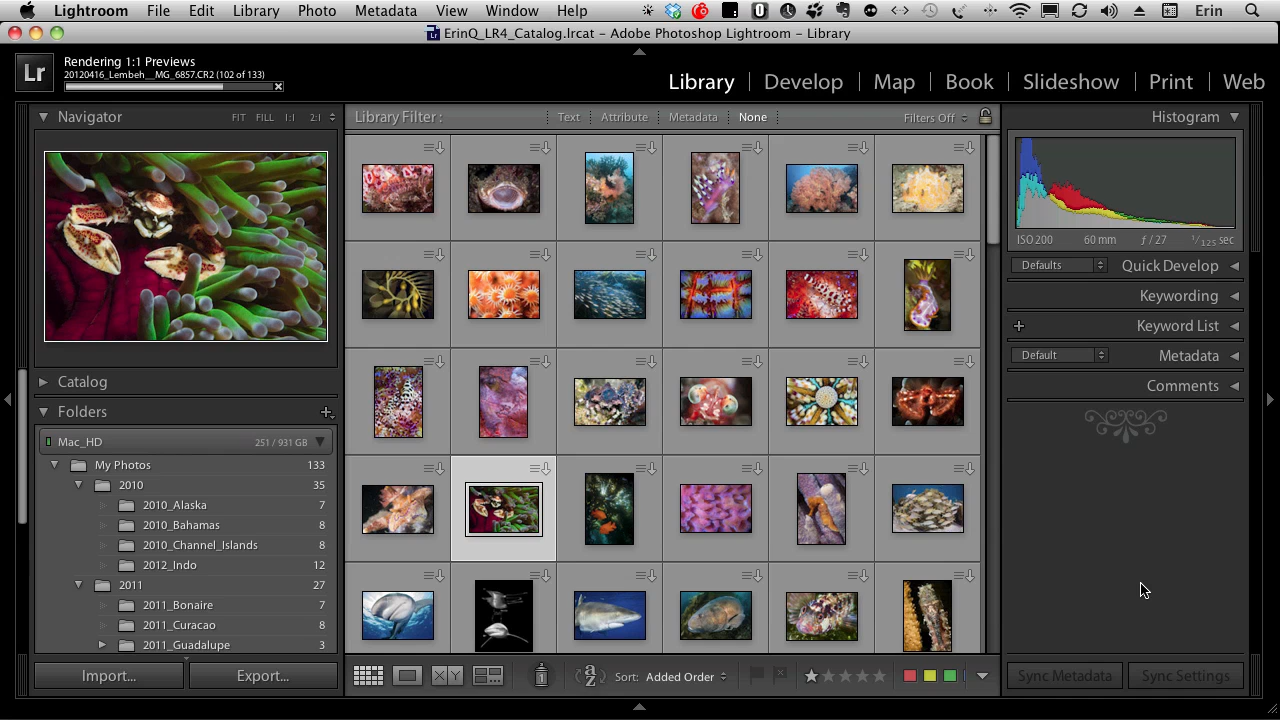 Lightroom File Edit Library Photo Metadata View Window Help Erin
ErinQ_LR4_Catalog.lrcat – Adobe Photoshop Lightroom – Library
Lr
Rendering 1:1 Previews
20120416_Lembeh__MG_6857.CR2 (102 of 133)
Library Develop Map Book Slideshow Print Web
Navigator FIT FILL 1:1 2:1
Library Filter : Text Attribute Metadata None Filters Off
Histogram
ISO 200 60 mm ƒ / 27 1/125 sec
Defaults Quick Develop
Keywording
Keyword List
Default Metadata
Comments
Catalog
Folders
Mac_HD 251 / 931 GB
My Photos 133
2010 35
2010_Alaska 8
2010_Bahamas 8
2010_Channel_Islands 8
2012_Indo 12
2011 27
2011_Bonaire 7
2011_Curacao 8
2011_Guadalupe 3
Import... Export...
X Y
a z
Sort: Added Order
Sync Metadata Sync Settings